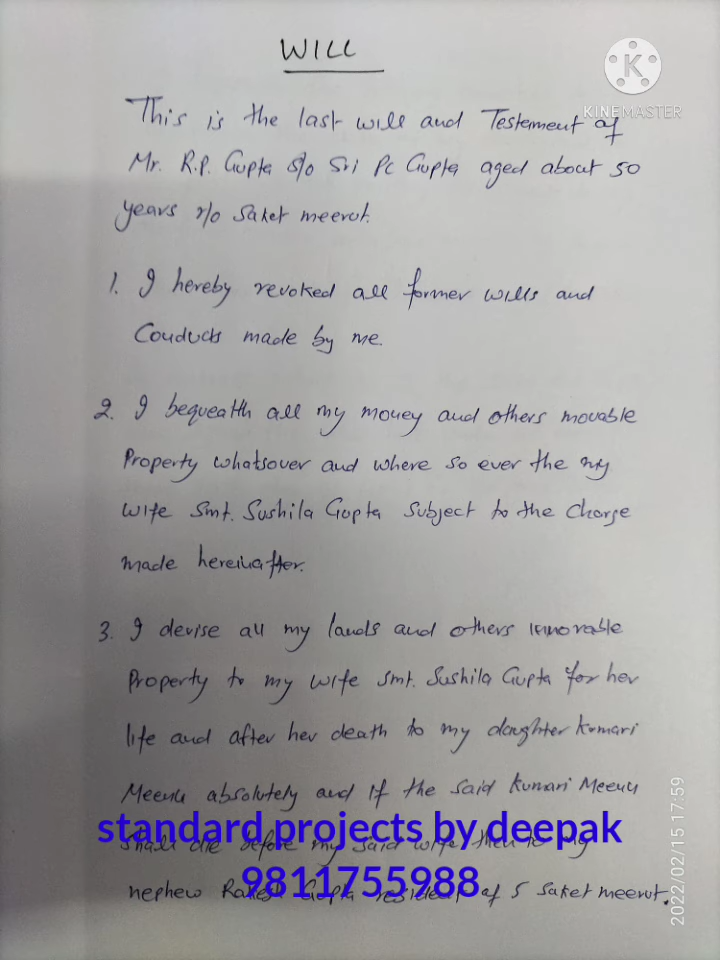 WILL
KINEMASTER
This is the last will and Testement of
Mr. R.P. Gupta S/o Sri PC Gupta aged about 50
years r/o Saket meerut.
1. I hereby revoked all former wills and
Conducts made by me.
2. I bequeatth all my money and others movable
Property whatsover and where so ever the my
wife Smt. Sushila Gupta Subject to the Charge
made hereinafter.
3. I devise all my lands and others immovable
Property to my wife Smt. Sushila Gupta for her
life and after her death to my daughter Kumari
Meenu absolutely and if the said Kumari Meenu
standard projects by deepak
shall die before my said wife then to my
9811755988
nephew Rakesh Gupta resident of 5 Saket meerut.
2022/02/15 17:59